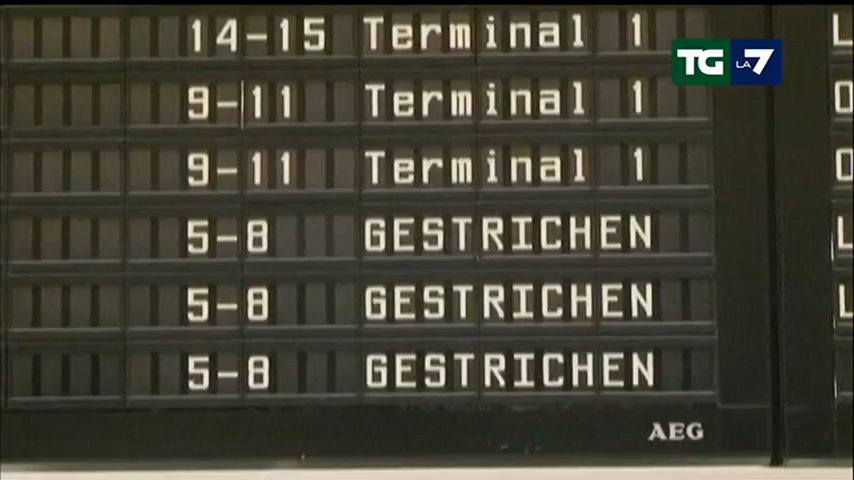 14-15 Terminal 1 L
TG LA7
9-11 Terminal 1 O
9-11 Terminal 1 O
5-8 GESTRICHEN L
5-8 GESTRICHEN L
5-8 GESTRICHEN
AEG